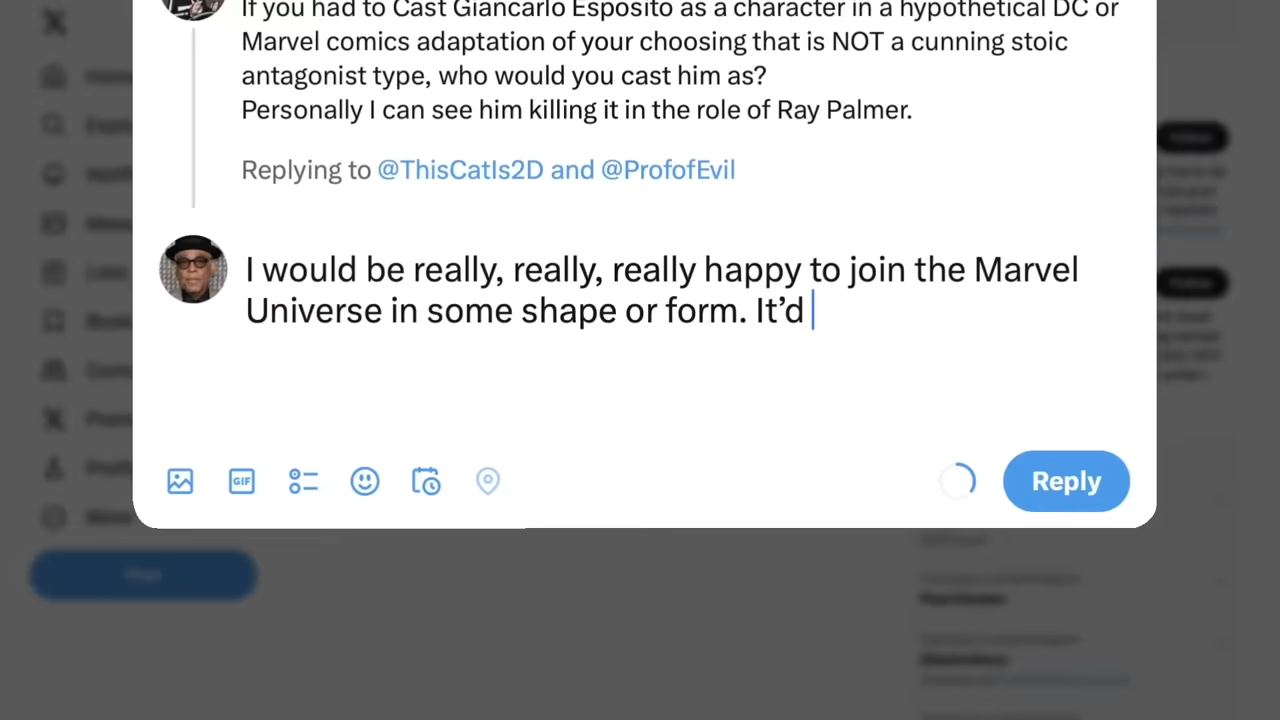 If you had to Cast Giancarlo Esposito as a character in a hypothetical DC or
Marvel comics adaptation of your choosing that is NOT a cunning stoic
antagonist type, who would you cast him as?
Personally I can see him killing it in the role of Ray Palmer.
Replying to @ThisCatIs2D and @ProfofEvil
I would be really, really, really happy to join the Marvel
Universe in some shape or form. It’d
GIF
Reply